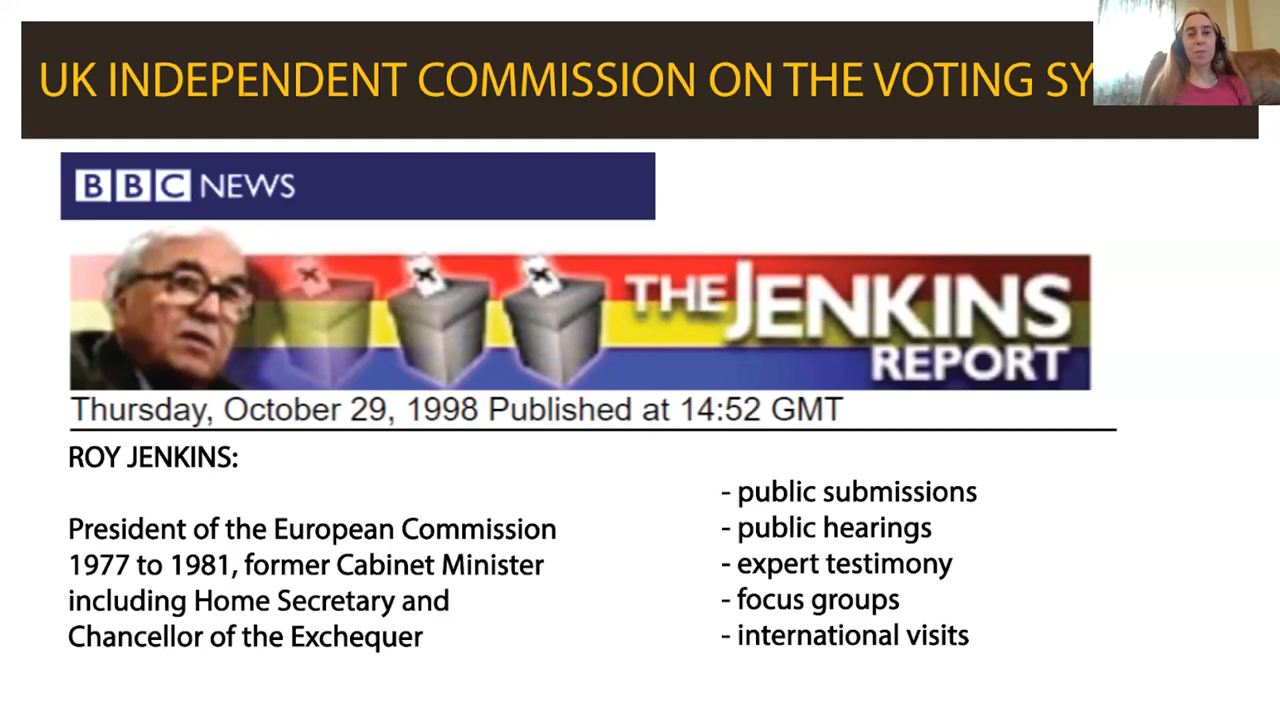 UK INDEPENDENT COMMISSION ON THE VOTING SY
BBC NEWS
THE JENKINS
REPORT
Thursday, October 29, 1998 Published at 14:52 GMT
ROY JENKINS:
President of the European Commission
1977 to 1981, former Cabinet Minister
including Home Secretary and
Chancellor of the Exchequer
- public submissions
- public hearings
- expert testimony
- focus groups
- international visits